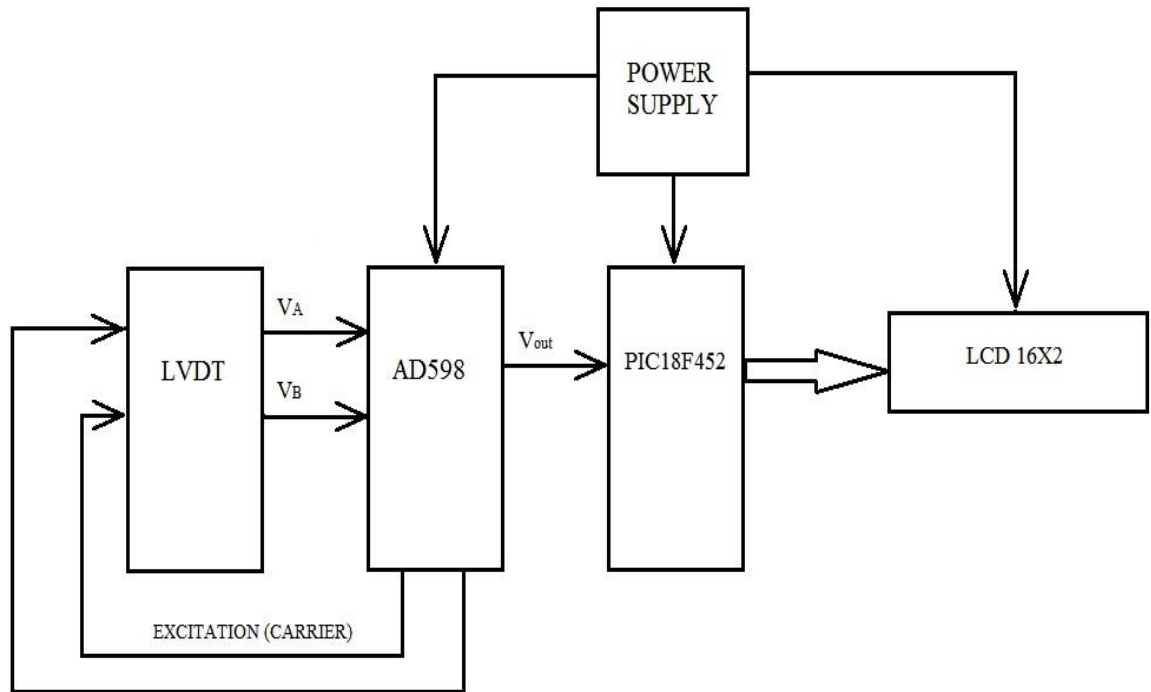 POWER
SUPPLY
LVDT
VA
VB
AD598
Vout
PIC18F452
LCD 16X2
EXCITATION (CARRIER)